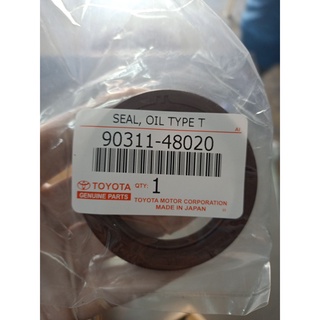 SEAL, OIL TYPE T
90311-48020
TOYOTA
GENUINE PARTS
QTY: 1
TOYOTA MOTOR CORPORATION
MADE IN JAPAN